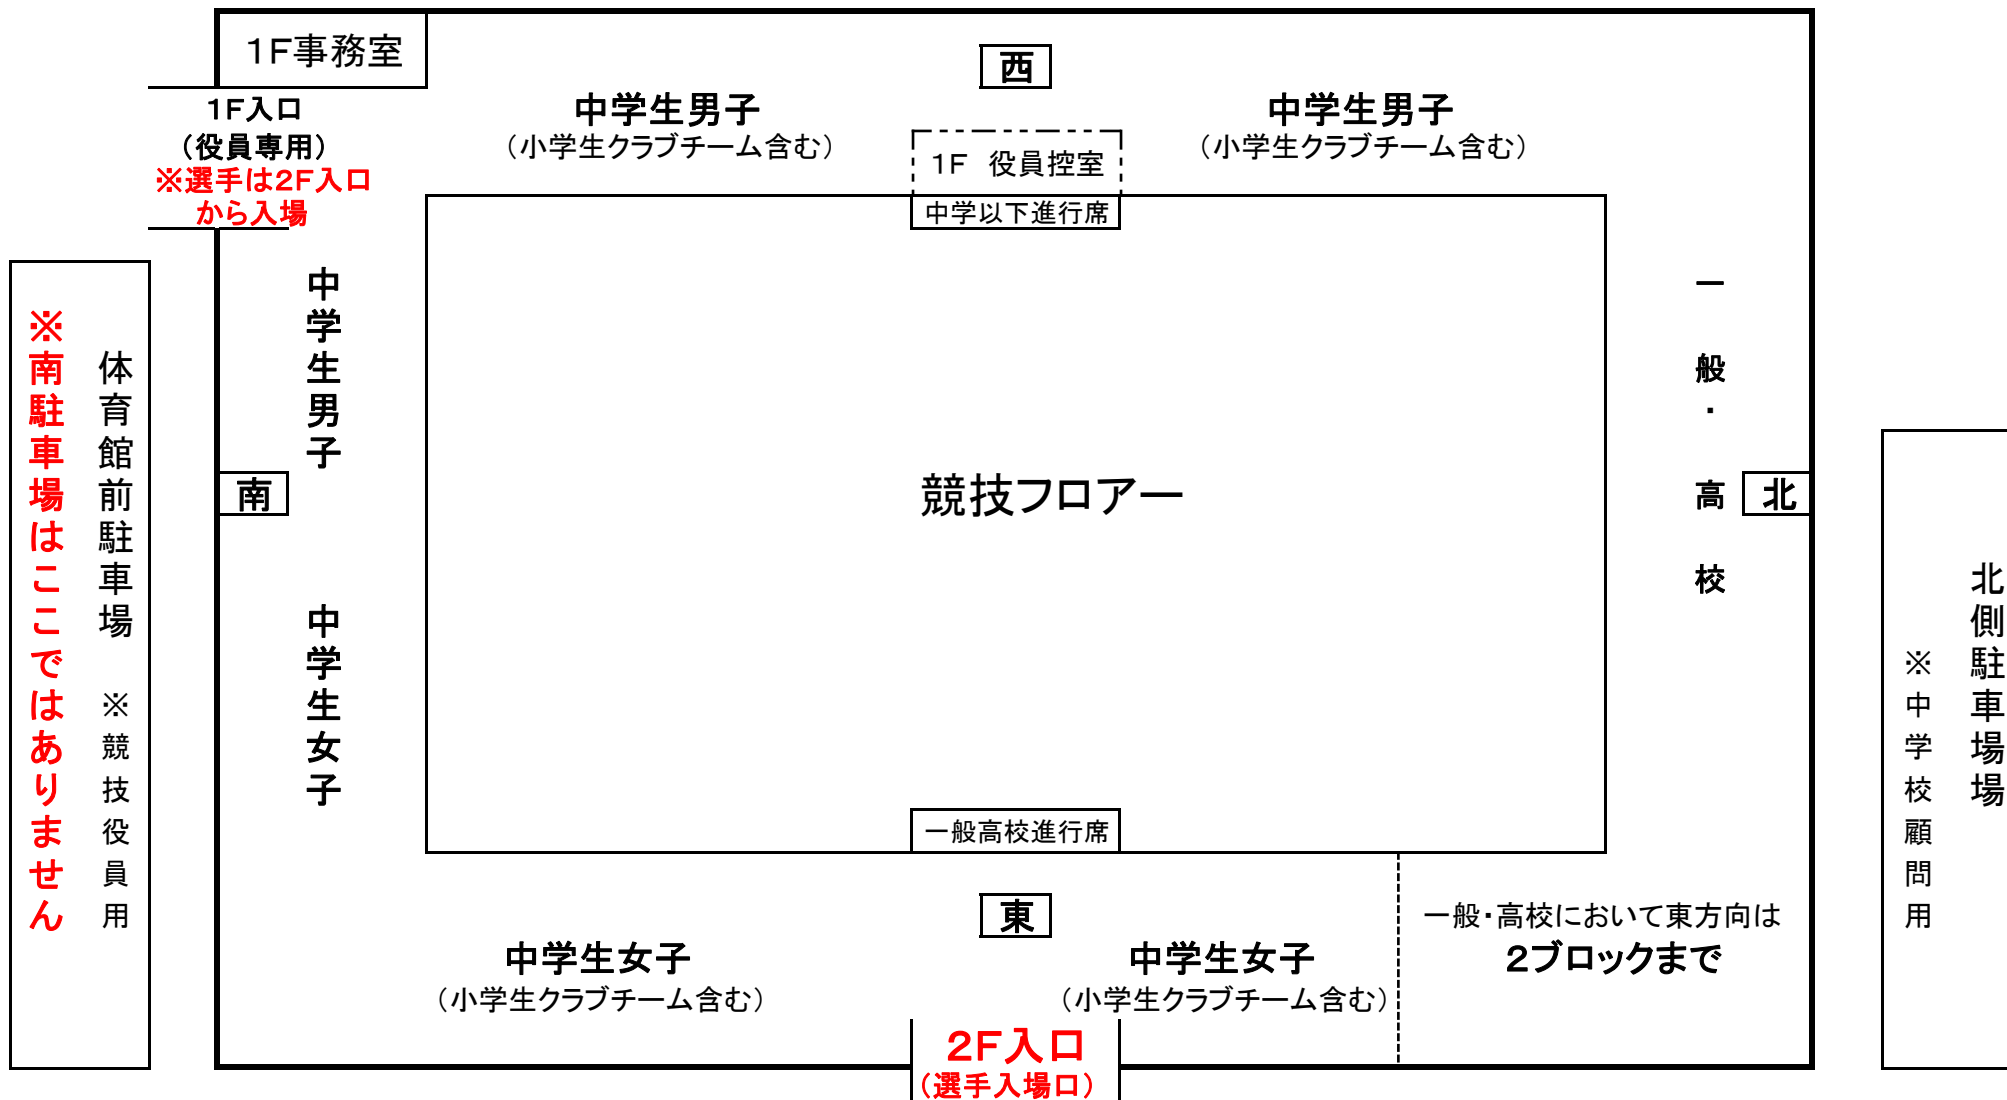 1F事務室
西
1F入口
（役員専用）
※選手は2F入口
から入場
中学生男子
（小学生クラブチーム含む）
中学生男子
（小学生クラブチーム含む）
1F　役員控室
中学以下進行席
※南駐車場はここではありません
体育館前駐車場　※競技役員用
中学生男子
南
中学生女子
競技フロアー
一般・高校
北
北側駐車場場
※中学校顧問用
一般高校進行席
東
中学生女子
（小学生クラブチーム含む）
中学生女子
（小学生クラブチーム含む）
一般・高校において東方向は
2ブロックまで
2F入口
（選手入場口）